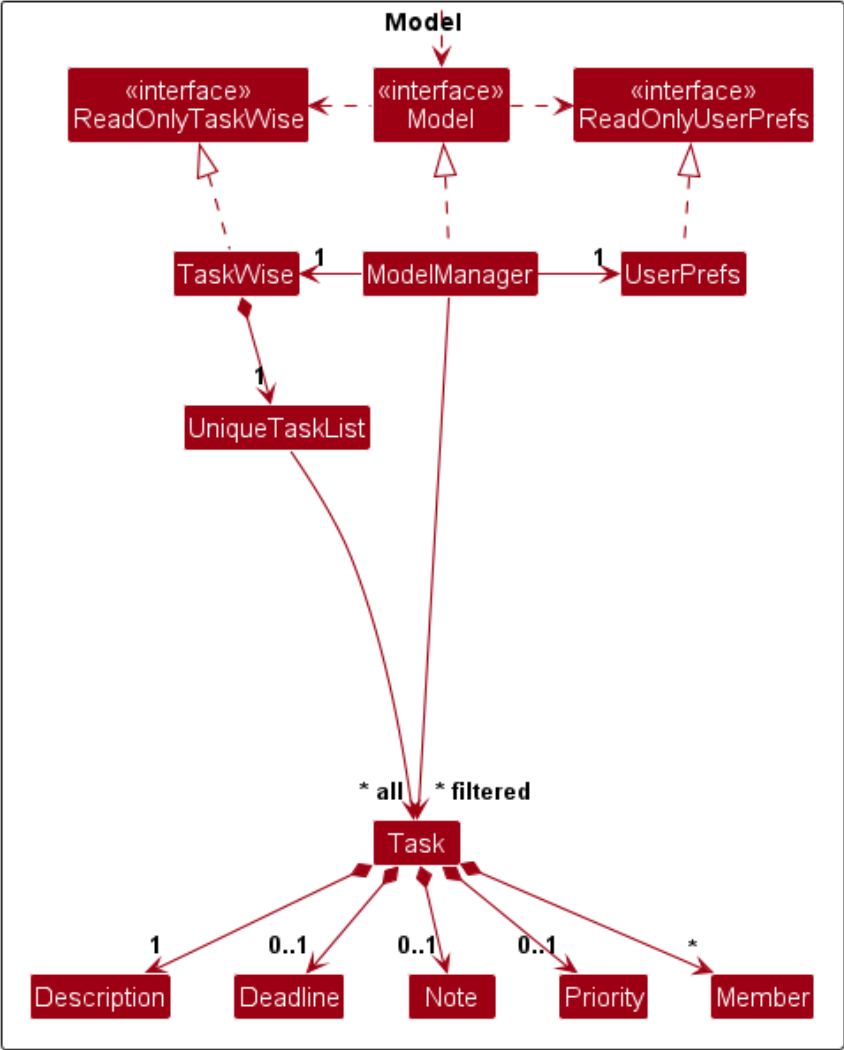 Model
«interface»
ReadOnlyTaskWise
«interface»
Model
«interface»
ReadOnlyUserPrefs
TaskWise
1
ModelManager
1
UserPrefs
1
UniqueTaskList
* all
* filtered
Task
1
0..1
0..1
0..1
*
Description
Deadline
Note
Priority
Member